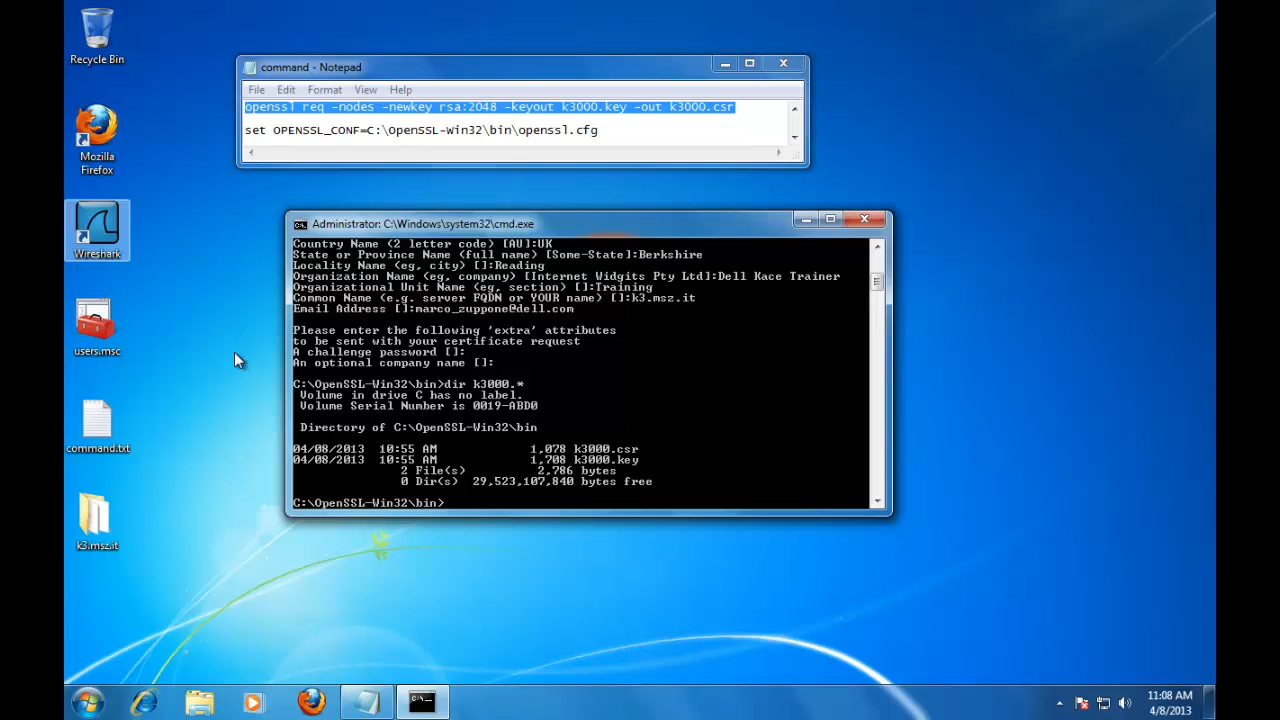 Recycle Bin
Mozilla
Firefox
Wireshark
users.msc
command.txt
k3.msz.it
command - Notepad
File Edit Format View Help
openssl req -nodes -newkey rsa:2048 -keyout k3000.key -out k3000.csr
set OPENSSL_CONF=C:\OpenSSL-Win32\bin\openssl.cfg
Administrator: C:\Windows\system32\cmd.exe
Country Name (2 letter code) [AU]:UK
State or Province Name (full name) [Some-State]:Berkshire
Locality Name (eg, city) []:Reading
Organization Name (eg, company) [Internet Widgits Pty Ltd]:Dell Kace Trainer
Organizational Unit Name (eg, section) []:Training
Common Name (e.g. server FQDN or YOUR name) []:k3.msz.it
Email Address []:marco_zuppone@dell.com
Please enter the following 'extra' attributes
to be sent with your certificate request
A challenge password []:
An optional company name []:
C:\OpenSSL-Win32\bin>dir k3000.*
Volume in drive C has no label.
Volume Serial Number is 0019-ABD0
Directory of C:\OpenSSL-Win32\bin
04/08/2013 10:55 AM 1,078 k3000.csr
04/08/2013 10:55 AM 1,708 k3000.key
2 File(s) 2,786 bytes
0 Dir(s) 29,523,107,840 bytes free
C:\OpenSSL-Win32\bin>
11:08 AM
4/8/2013